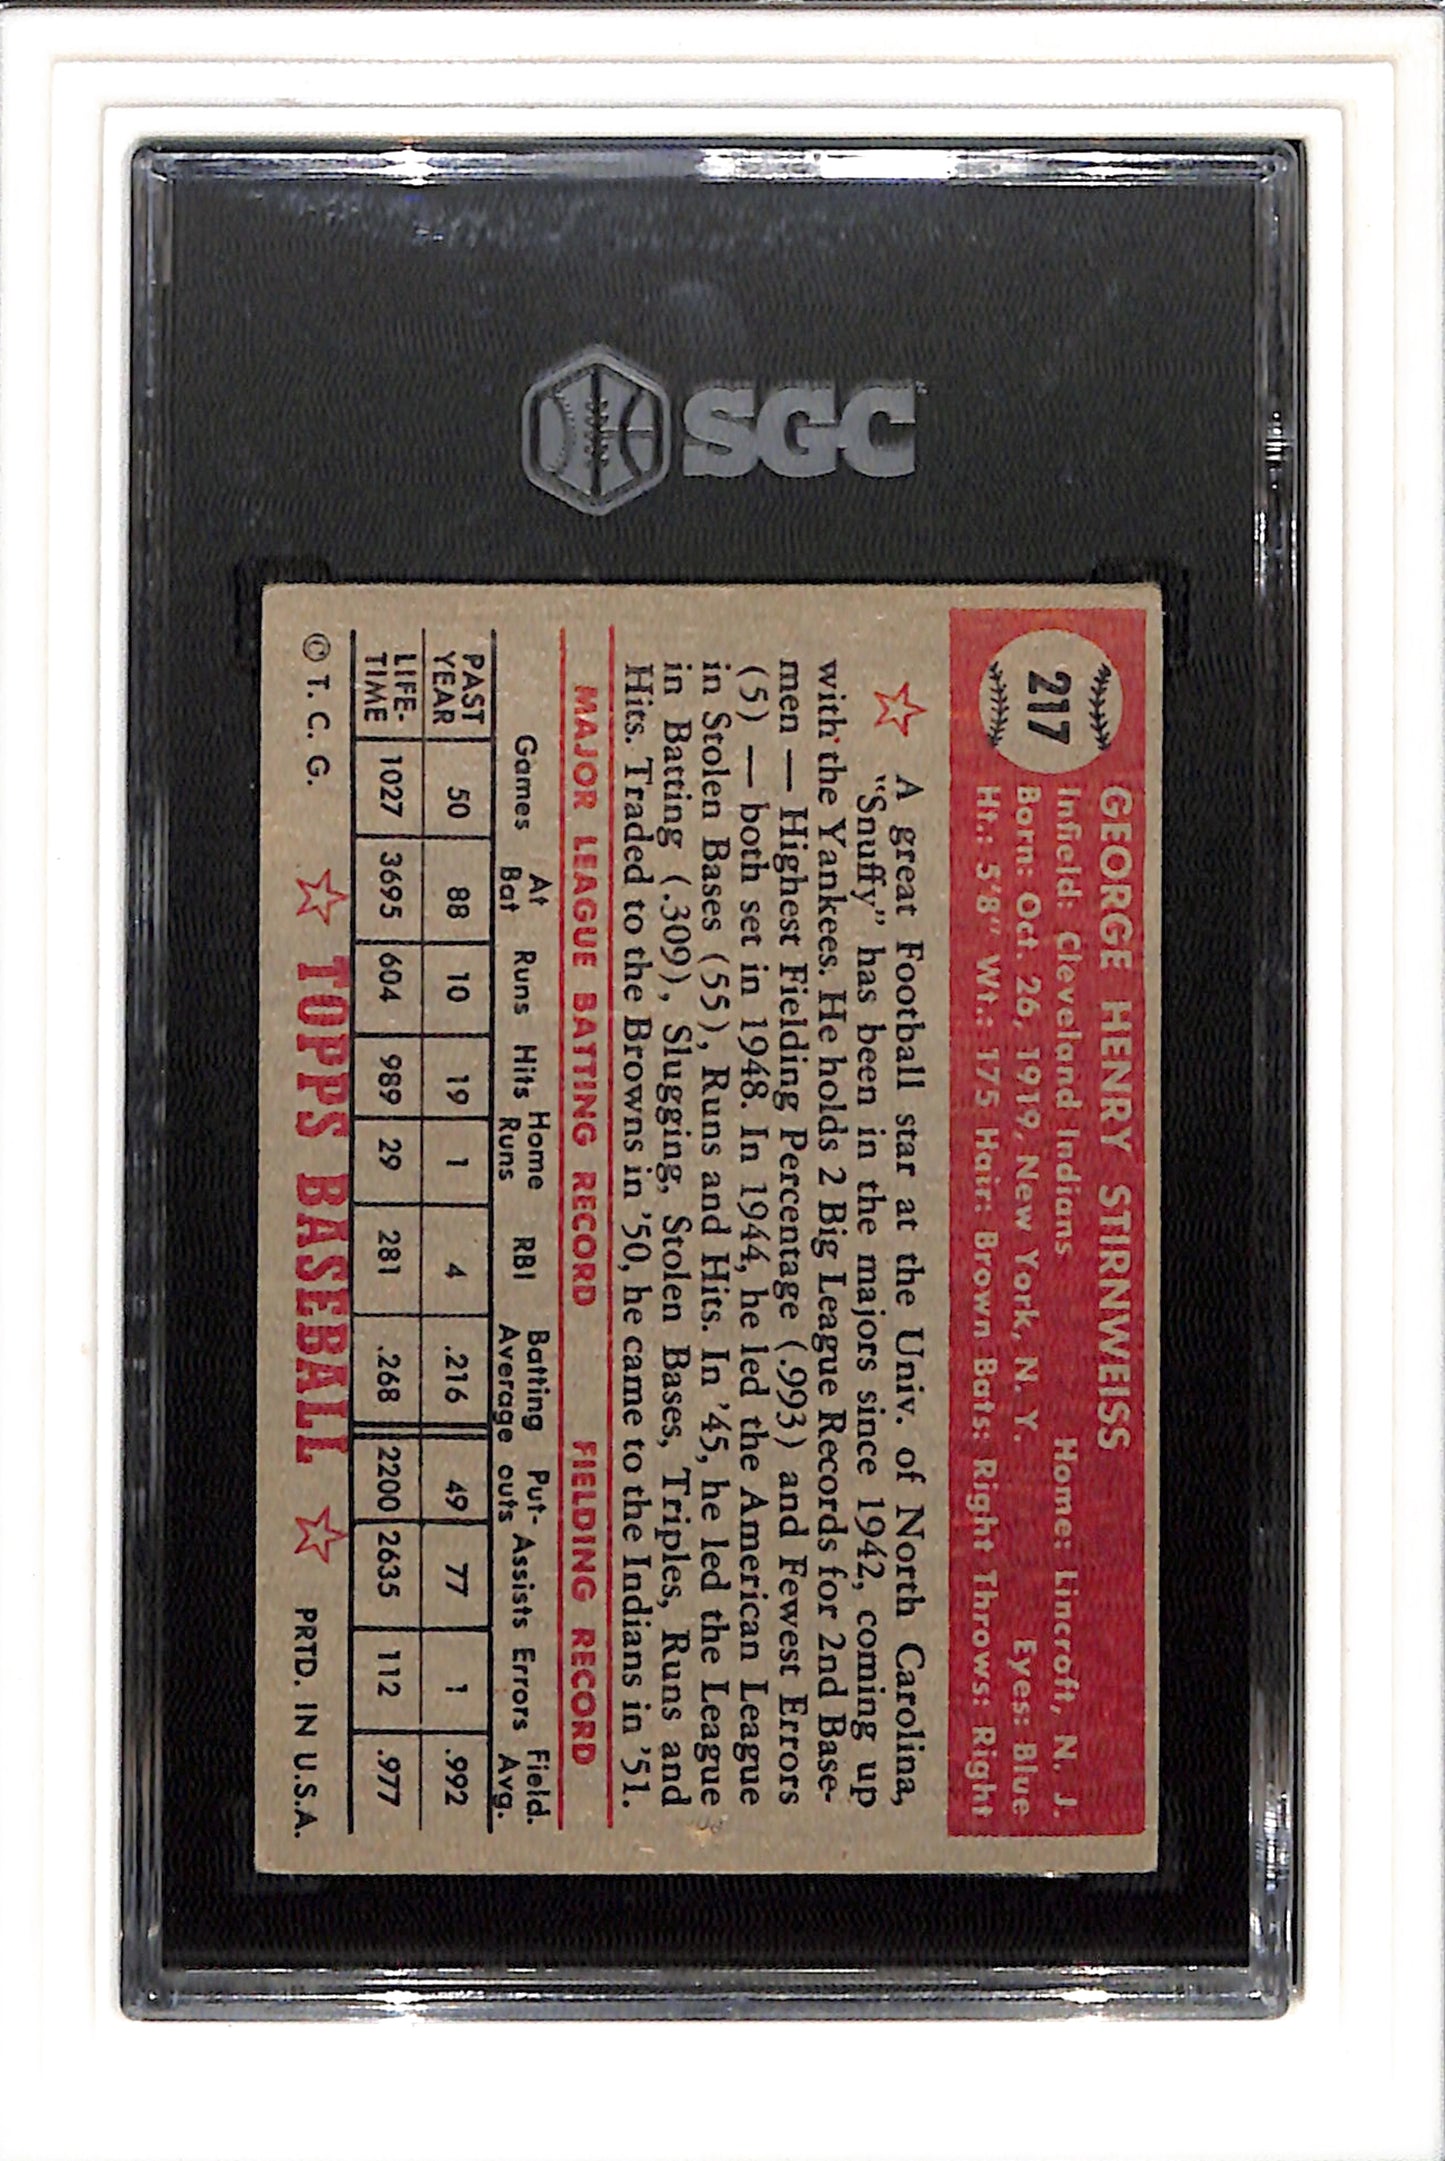 SGC
217
GEORGE HENRY STIRNWEISS
Infield: Cleveland Indians Home: Lincroft, N. J.
Born: Oct. 26, 1919, New York, N. Y. Eyes: Blue
Ht.: 5'8" Wt.: 175 Hair: Brown Bats: Right Throws: Right
A great Football star at the Univ. of North Carolina,
"Snuffy" has been in the majors since 1942, coming up
with the Yankees. He holds 2 Big League Records for 2nd Base-
men — Highest Fielding Percentage (.993) and Fewest Errors
(5) — both set in 1948. In 1944, he led the American League
in Stolen Bases (55), Runs and Hits. In '45, he led the League
in Batting (.309), Slugging, Stolen Bases, Triples, Runs and
Hits. Traded to the Browns in '50, he came to the Indians in '51.
MAJOR LEAGUE BATTING RECORD FIELDING RECORD
Games At Bat Runs Hits Home Runs RBI Batting Average Put-outs Assists Errors Field. Avg.
PAST YEAR 50 88 10 19 1 4 .216 49 77 1 .992
LIFE-TIME 1027 3695 604 989 29 281 .268 2200 2635 112 .977
© T. C. G. TOPPS BASEBALL PRTD. IN U.S.A.